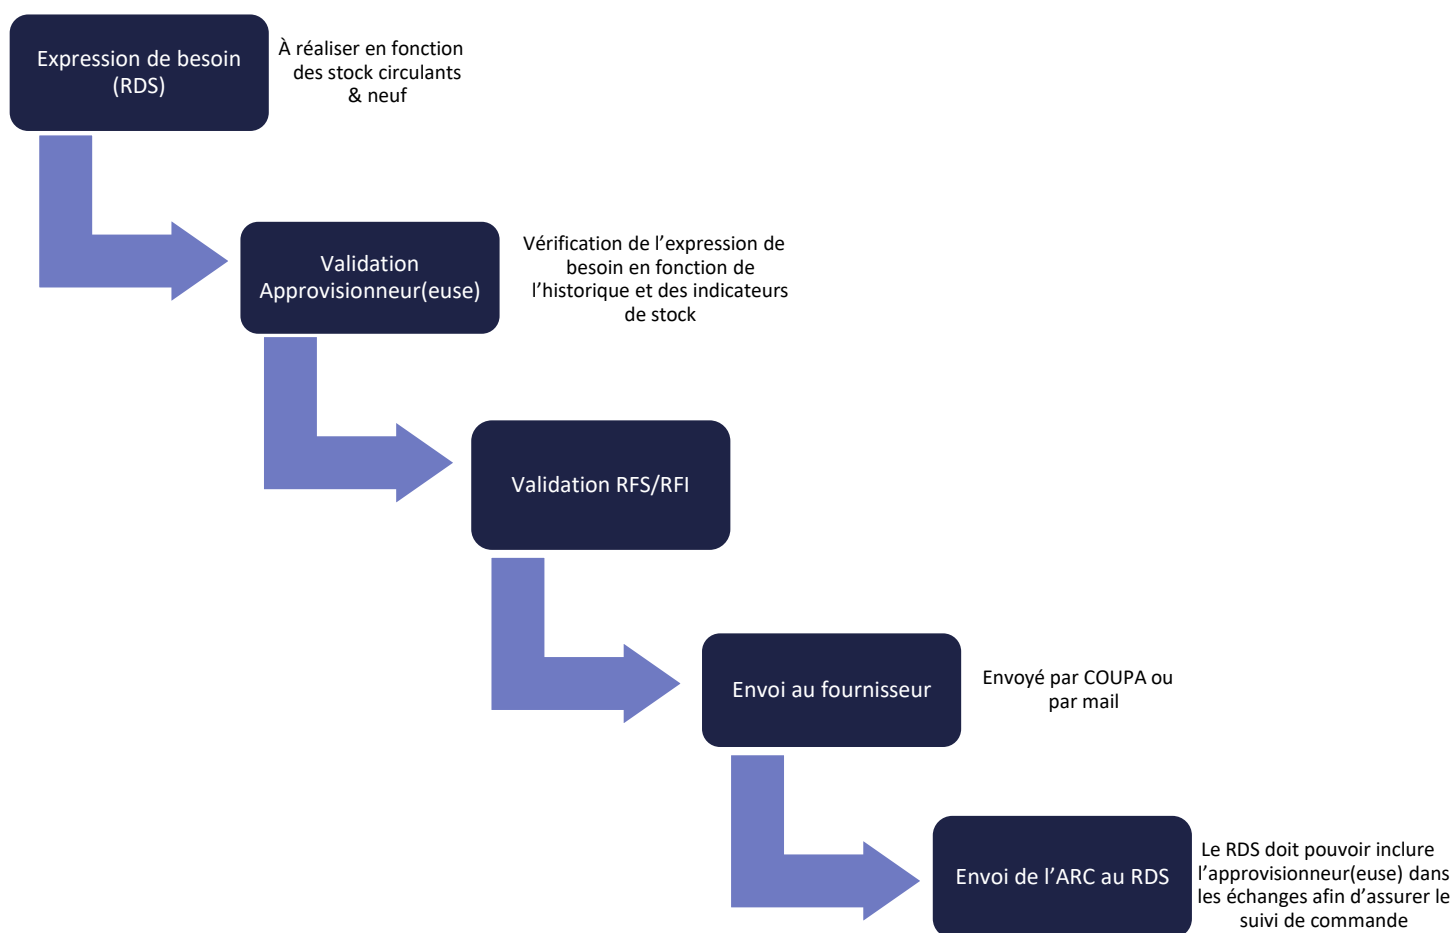 Expression de besoin
(RDS)
À réaliser en fonction
des stock circulants
& neuf
Validation
Approvisionneur(euse)
Vérification de l’expression de
besoin en fonction de
l’historique et des indicateurs
de stock
Validation RFS/RFI
Envoi au fournisseur
Envoyé par COUPA ou
par mail
Envoi de l’ARC au RDS
Le RDS doit pouvoir inclure
l’approvisionneur(euse) dans
les échanges afin d’assurer le
suivi de commande